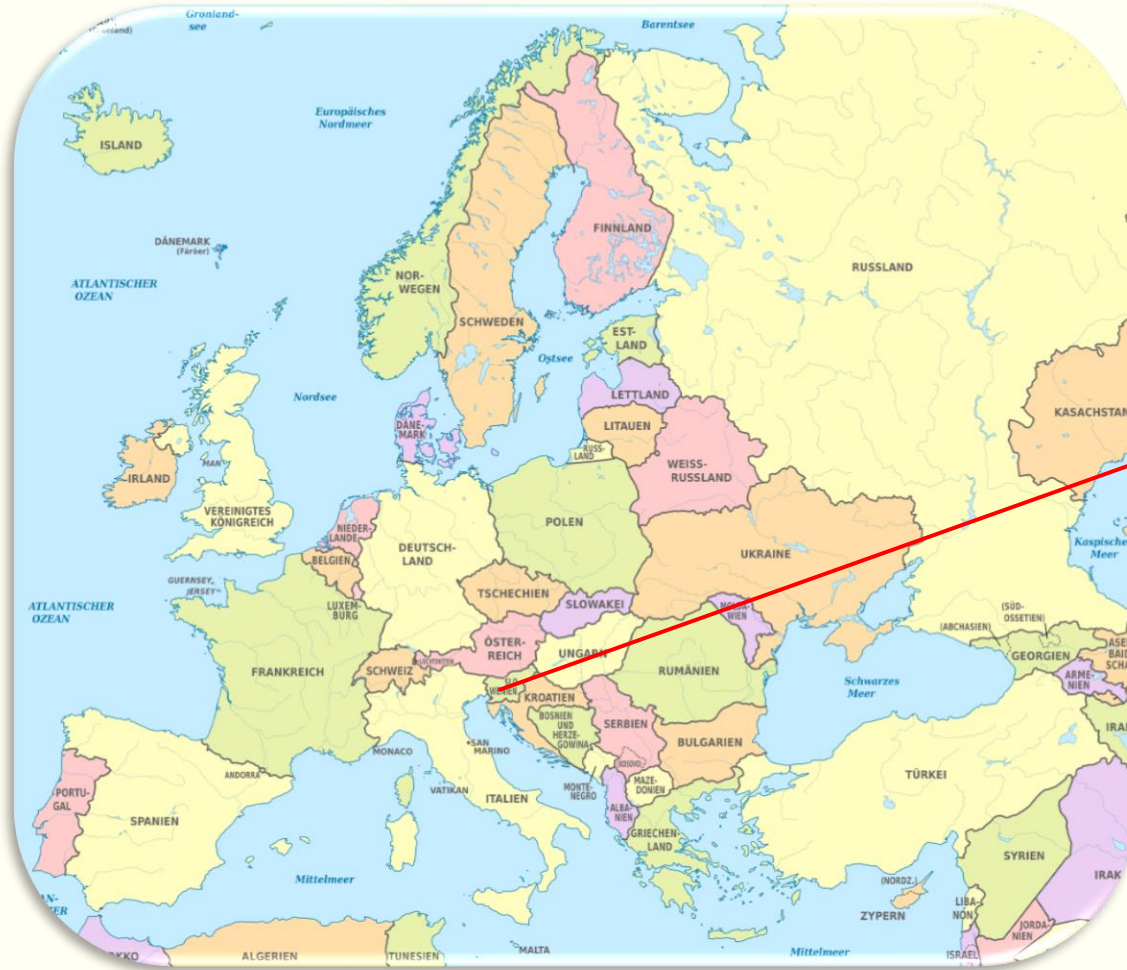 Grönland-
see
Barentsee
Europäisches
Nordmeer
ISLAND
FINNLAND
DÄNEMARK
(Färöer)
RUSSLAND
NOR-
WEGEN
ATLANTISCHER
OZEAN
SCHWEDEN
EST-
LAND
Ostsee
LETTLAND
Nordsee
KASACHSTAN
DÄNE-
MARK
LITAUEN
RUSS-
LAND
WEISS-
RUSSLAND
MAN
IRLAND
VEREINIGTES
KÖNIGREICH
POLEN
NIEDER-
LANDE
DEUTSCH-
LAND
UKRAINE
Kaspisches
Meer
BELGIEN
GUERNSEY
JERSEY
TSCHECHIEN
SLOWAKEI
ATLANTISCHER
OZEAN
LUXEM-
BURG
(SÜD-
OSSETIEN)
(ABCHASIEN)
ÖSTER-
REICH
UNGARN
GEORGIEN
FRANKREICH
SCHWEIZ
RUMÄNIEN
ARME-
NIEN
Schwarzes
Meer
KROATIEN
BOSNIEN
UND
HERZE-
GOWINA
SERBIEN
BULGARIEN
MONACO
SAN
MARINO
KOSOVO
ANDORRA
VATIKAN
ITALIEN
MONTE-
NEGRO
MAZE-
DONIEN
TÜRKEI
PORTU-
GAL
SPANIEN
ALBA-
NIEN
GRIECHEN-
LAND
SYRIEN
IRAK
Mittelmeer
(NORDZ.)
ZYPERN
LIBA-
NON
JORDA-
NIEN
ALGERIEN
TUNESIEN
MALTA
Mittelmeer
ISRAEL